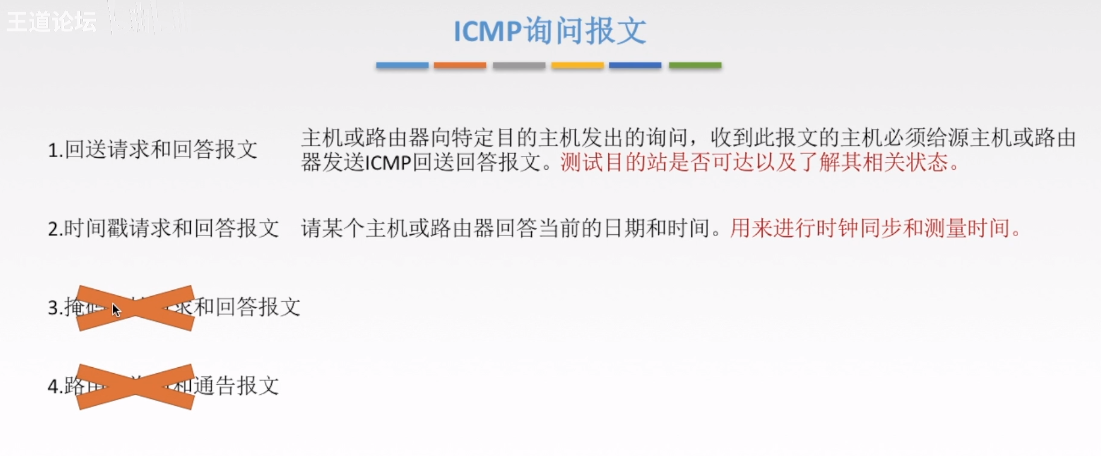 王道论坛
ICMP询问报文
1.回送请求和回答报文
主机或路由器向特定目的主机发出的询问，收到此报文的主机必须给源主机或路由
器发送ICMP回送回答报文。测试目的站是否可达以及了解其相关状态。
2.时间戳请求和回答报文
请某个主机或路由器回答当前的日期和时间。用来进行时钟同步和测量时间。
3.掩 求和回答报文
4.路 和通告报文